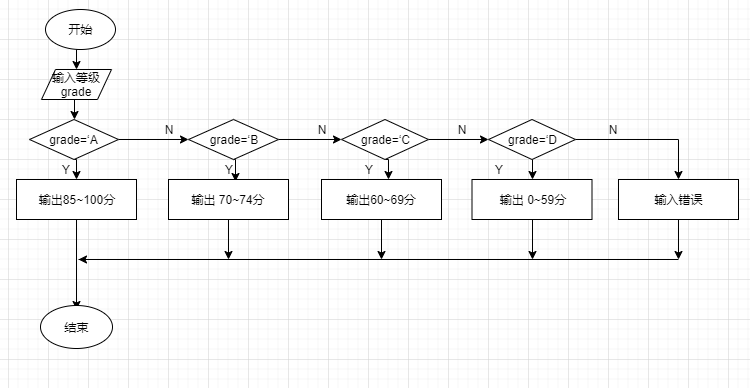 开始
输入等级
grade
grade=‘A
N
grade=‘B
N
grade=‘C
N
grade=‘D
N
Y
Y
Y
Y
输出85~100分
输出 70~74分
输出60~69分
输出 0~59分
输入错误
结束